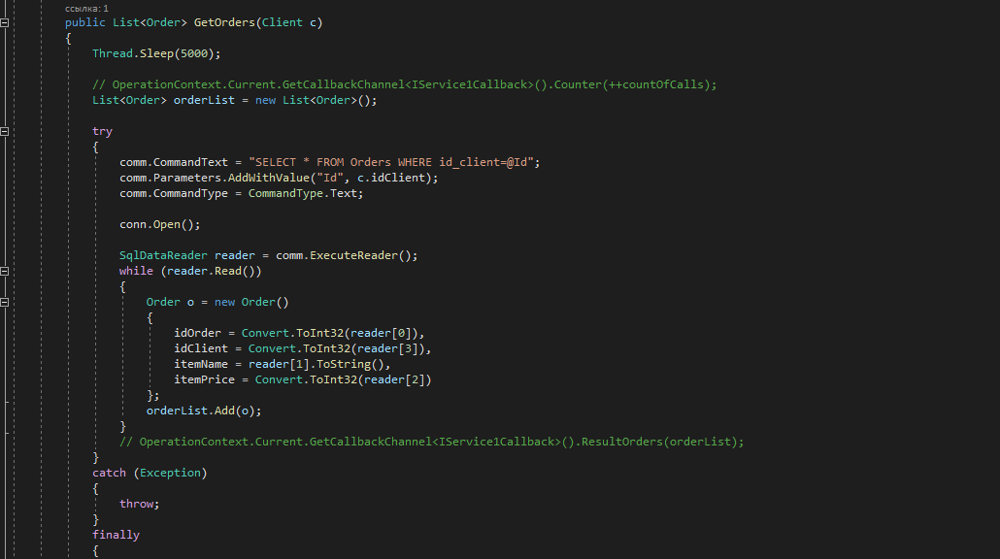 ссылка: 1
public List<Order> GetOrders(Client c)
{
Thread.Sleep(5000);
// OperationContext.Current.GetCallbackChannel<IService1Callback>().Counter(++countOfCalls);
List<Order> orderList = new List<Order>();
try
{
comm.CommandText = "SELECT * FROM Orders WHERE id_client=@Id";
comm.Parameters.AddWithValue("Id", c.idClient);
comm.CommandType = CommandType.Text;
conn.Open();
SqlDataReader reader = comm.ExecuteReader();
while (reader.Read())
{
Order o = new Order()
{
idOrder = Convert.ToInt32(reader[0]),
idClient = Convert.ToInt32(reader[3]),
itemName = reader[1].ToString(),
itemPrice = Convert.ToInt32(reader[2])
};
orderList.Add(o);
}
// OperationContext.Current.GetCallbackChannel<IService1Callback>().ResultOrders(orderList);
}
catch (Exception)
{
throw;
}
finally
{